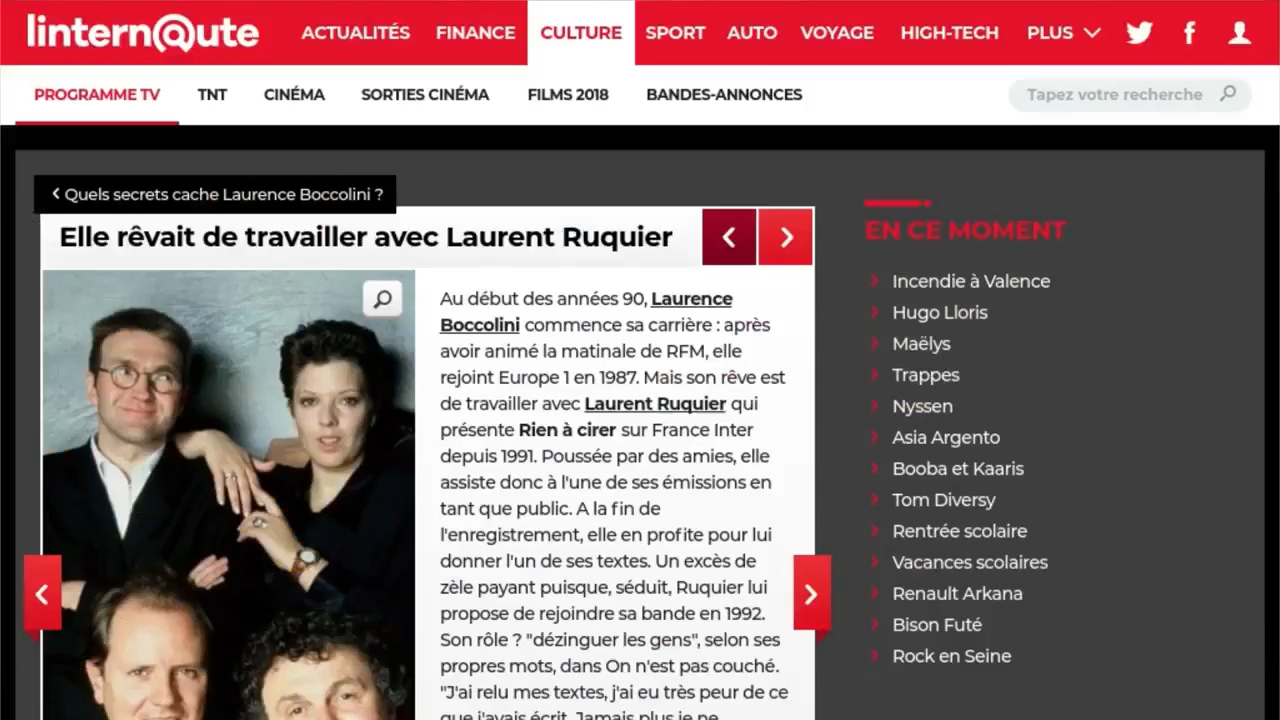 lintern@ute
ACTUALITÉS FINANCE CULTURE SPORT AUTO VOYAGE HIGH-TECH PLUS
PROGRAMME TV TNT CINÉMA SORTIES CINÉMA FILMS 2018 BANDES-ANNONCES Tapez votre recherche
Quels secrets cache Laurence Boccolini ?
Elle rêvait de travailler avec Laurent Ruquier
Au début des années 90, Laurence
Boccolini commence sa carrière : après
avoir animé la matinale de RFM, elle
rejoint Europe 1 en 1987. Mais son rêve est
de travailler avec Laurent Ruquier qui
présente Rien à cirer sur France Inter
depuis 1991. Poussée par des amies, elle
assiste donc à l'une de ses émissions en
tant que public. A la fin de
l'enregistrement, elle en profite pour lui
donner l'un de ses textes. Un excès de
zèle payant puisque, séduit, Ruquier lui
propose de rejoindre sa bande en 1992.
Son rôle ? "dézinguer les gens", selon ses
propres mots, dans On n'est pas couché.
"J'ai relu mes textes, j'ai eu très peur de ce
que j'avais écrit. Jamais plus je ne
EN CE MOMENT
Incendie à Valence
Hugo Lloris
Maëlys
Trappes
Nyssen
Asia Argento
Booba et Kaaris
Tom Diversy
Rentrée scolaire
Vacances scolaires
Renault Arkana
Bison Futé
Rock en Seine